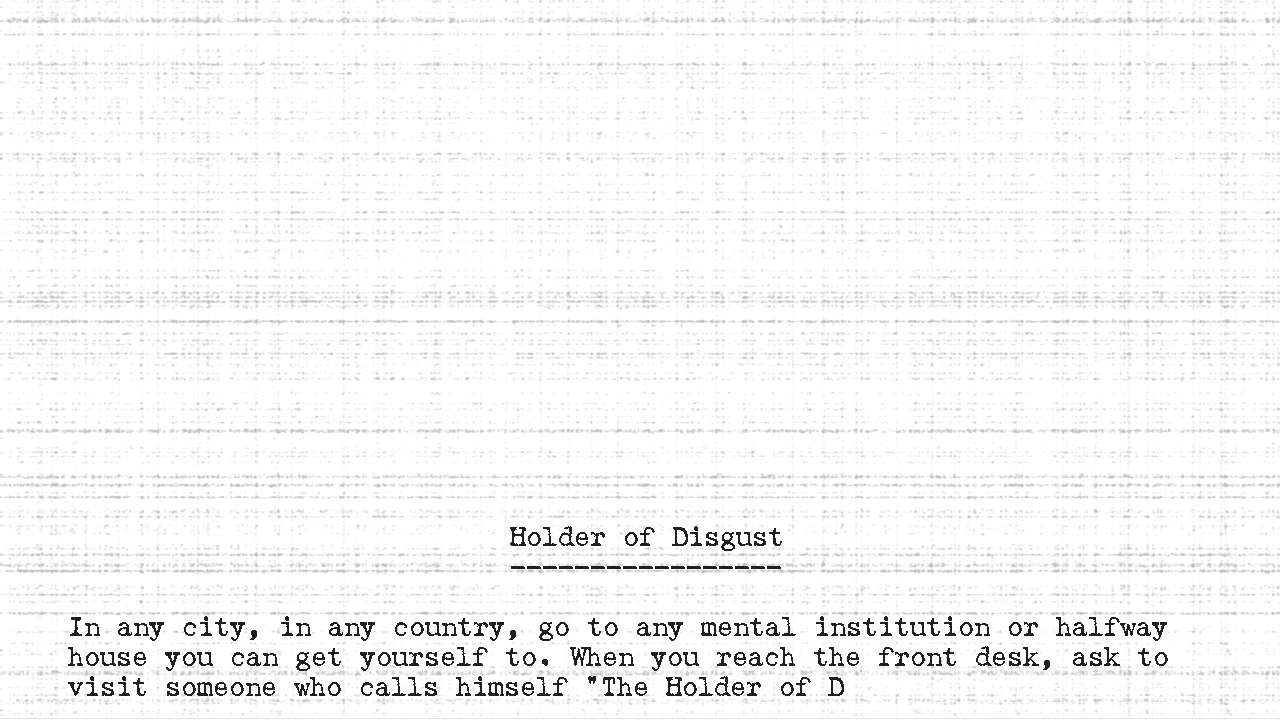 Holder of Disgust
-----------------
In any city, in any country, go to any mental institution or halfway
house you can get yourself to. When you reach the front desk, ask to
visit someone who calls himself "The Holder of D